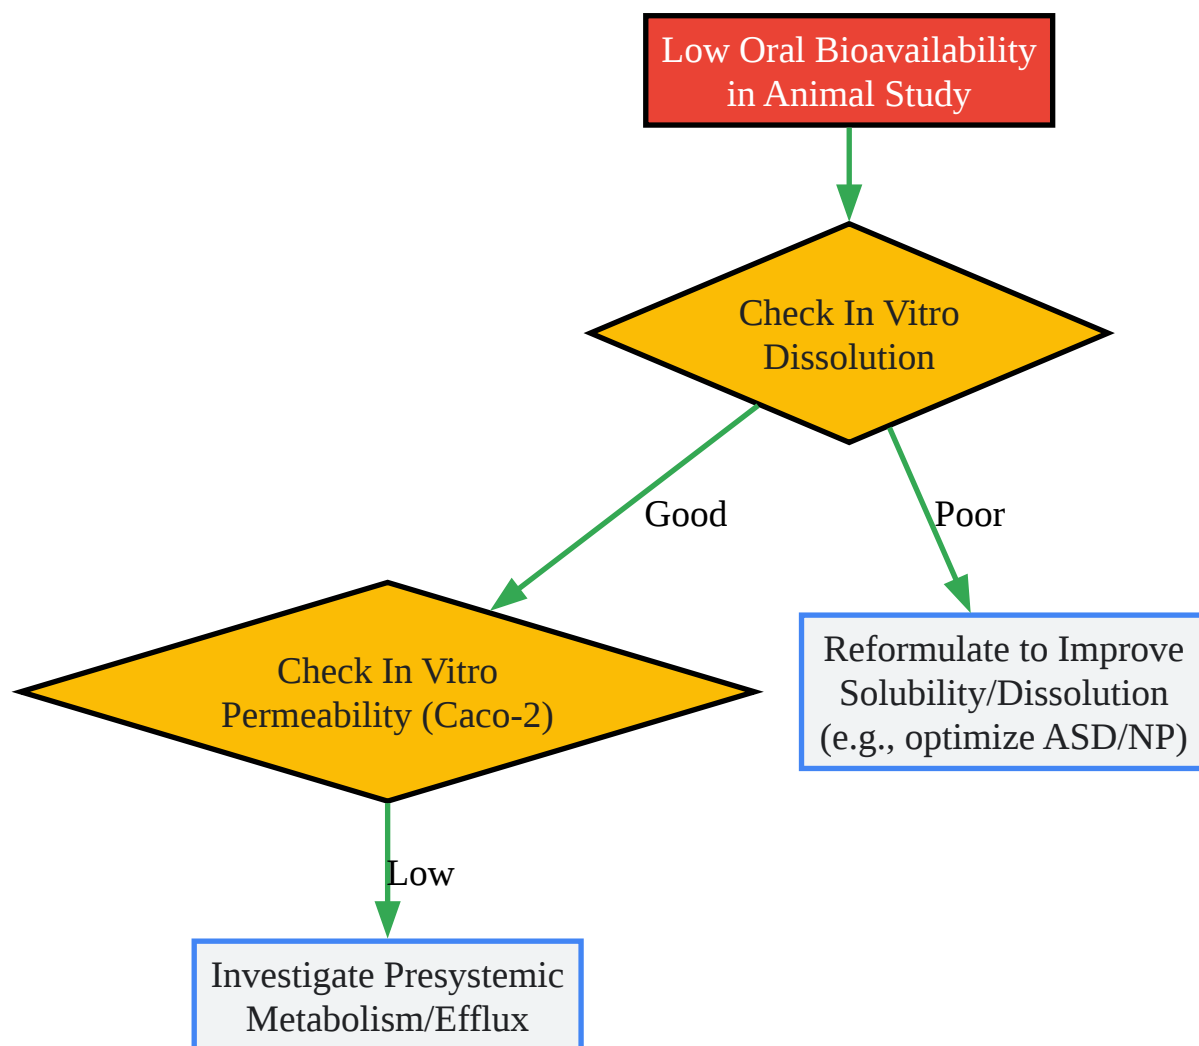 Low Oral Bioavailability
in Animal Study
Check In Vitro
Dissolution
Good
Poor
Check In Vitro
Permeability (Caco-2)
Reformulate to Improve
Solubility/Dissolution
(e.g., optimize ASD/NP)
Low
Investigate Presystemic
Metabolism/Efflux